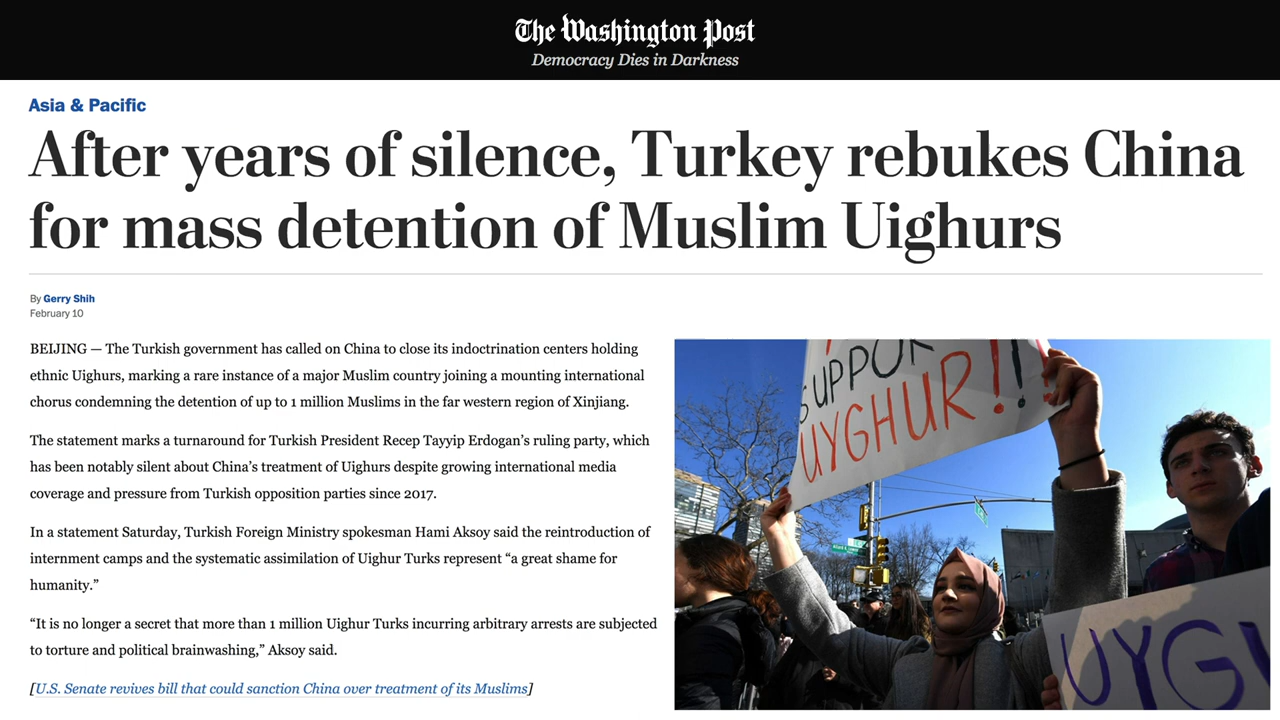 The Washington Post
Democracy Dies in Darkness
Asia & Pacific
After years of silence, Turkey rebukes China
for mass detention of Muslim Uighurs
By Gerry Shih
February 10
BEIJING — The Turkish government has called on China to close its indoctrination centers holding
ethnic Uighurs, marking a rare instance of a major Muslim country joining a mounting international
chorus condemning the detention of up to 1 million Muslims in the far western region of Xinjiang.
The statement marks a turnaround for Turkish President Recep Tayyip Erdogan’s ruling party, which
has been notably silent about China’s treatment of Uighurs despite growing international media
coverage and pressure from Turkish opposition parties since 2017.
In a statement Saturday, Turkish Foreign Ministry spokesman Hami Aksoy said the reintroduction of
internment camps and the systematic assimilation of Uighur Turks represent “a great shame for
humanity.”
“It is no longer a secret that more than 1 million Uighur Turks incurring arbitrary arrests are subjected
to torture and political brainwashing,” Aksoy said.
[U.S. Senate revives bill that could sanction China over treatment of its Muslims]
SUPPOR
UYGHUR!!!
UYGU